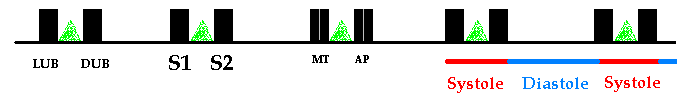 LUB DUB S1 S2 MT AP
Systole Diastole Systole